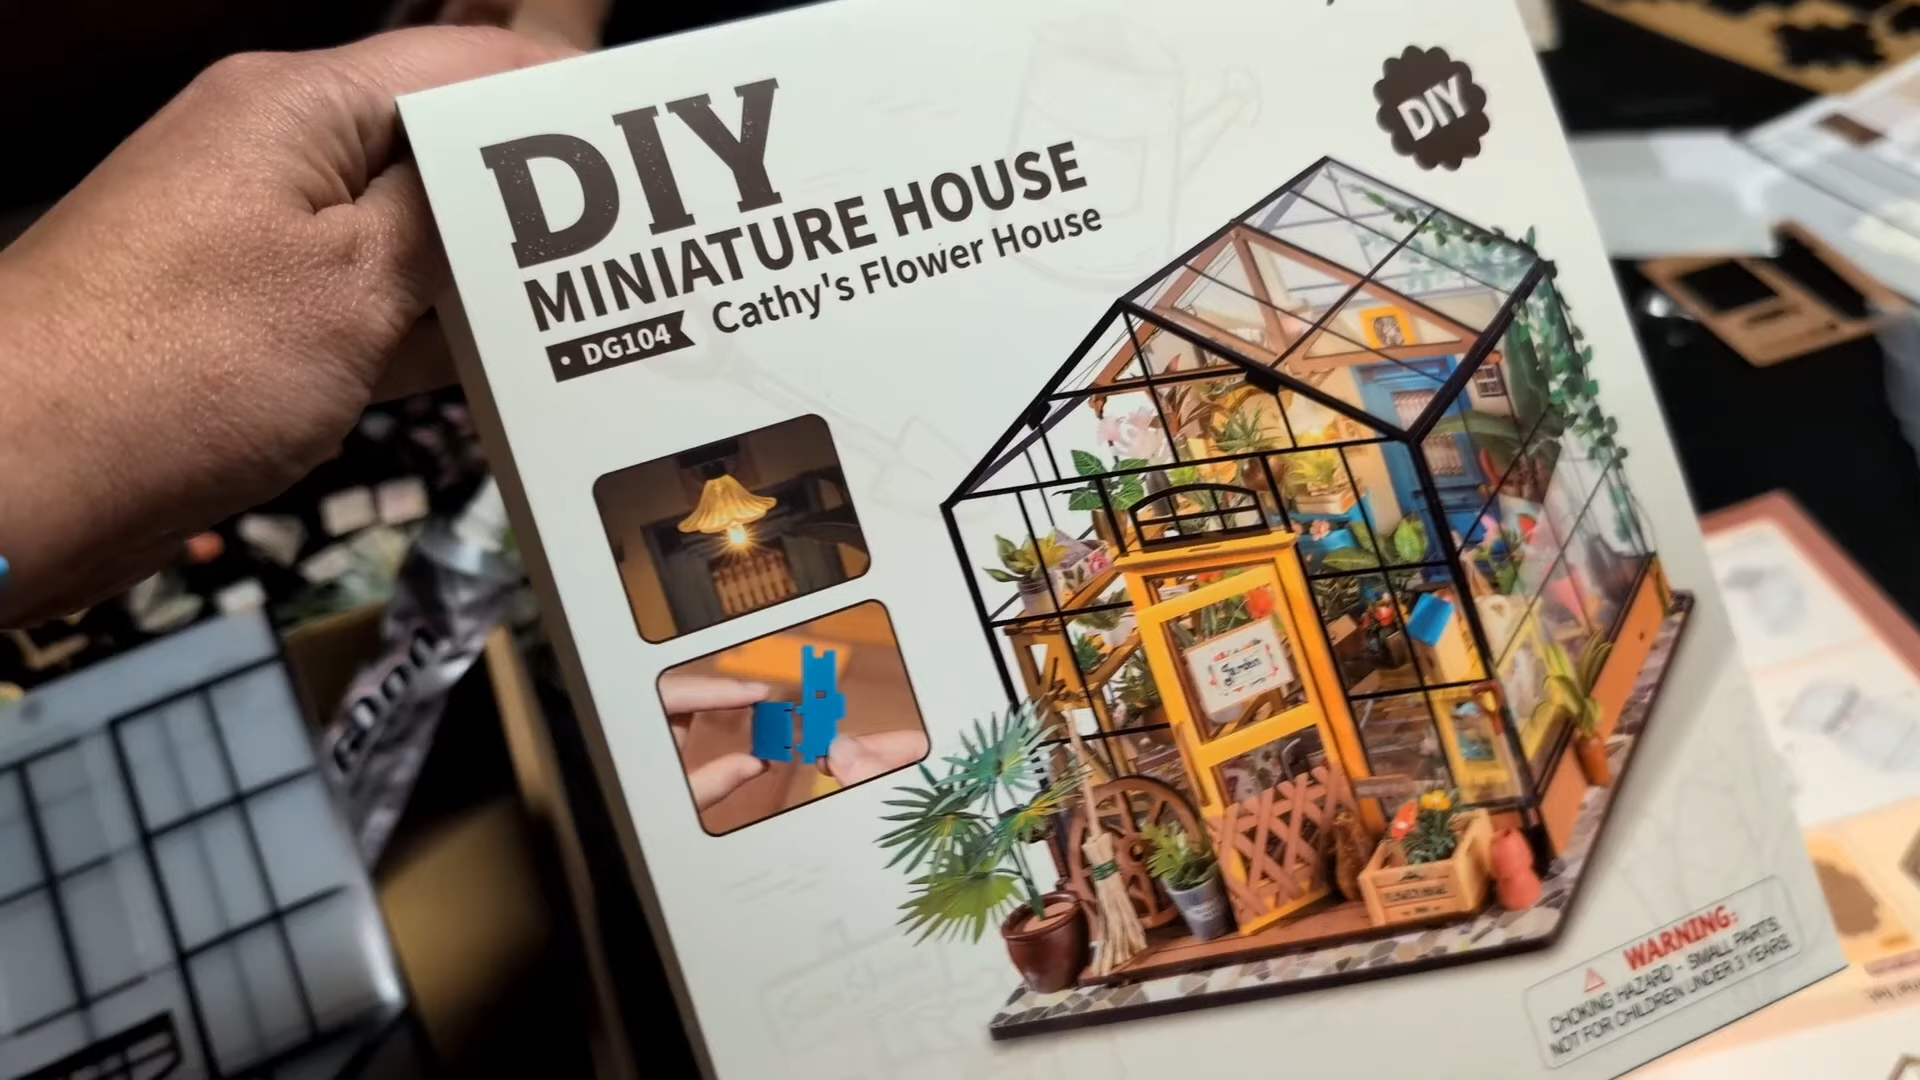 DIY
MINIATURE HOUSE
• DG104
Cathy's Flower House
DIY
Garden
WARNING:
CHOKING HAZARD - SMALL PARTS
NOT FOR CHILDREN UNDER 3 YEARS